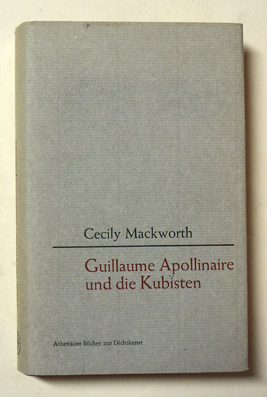 Cecily Mackworth
Guillaume Apollinaire
und die Kubisten
Athenäum Bücher zur Dichtkunst